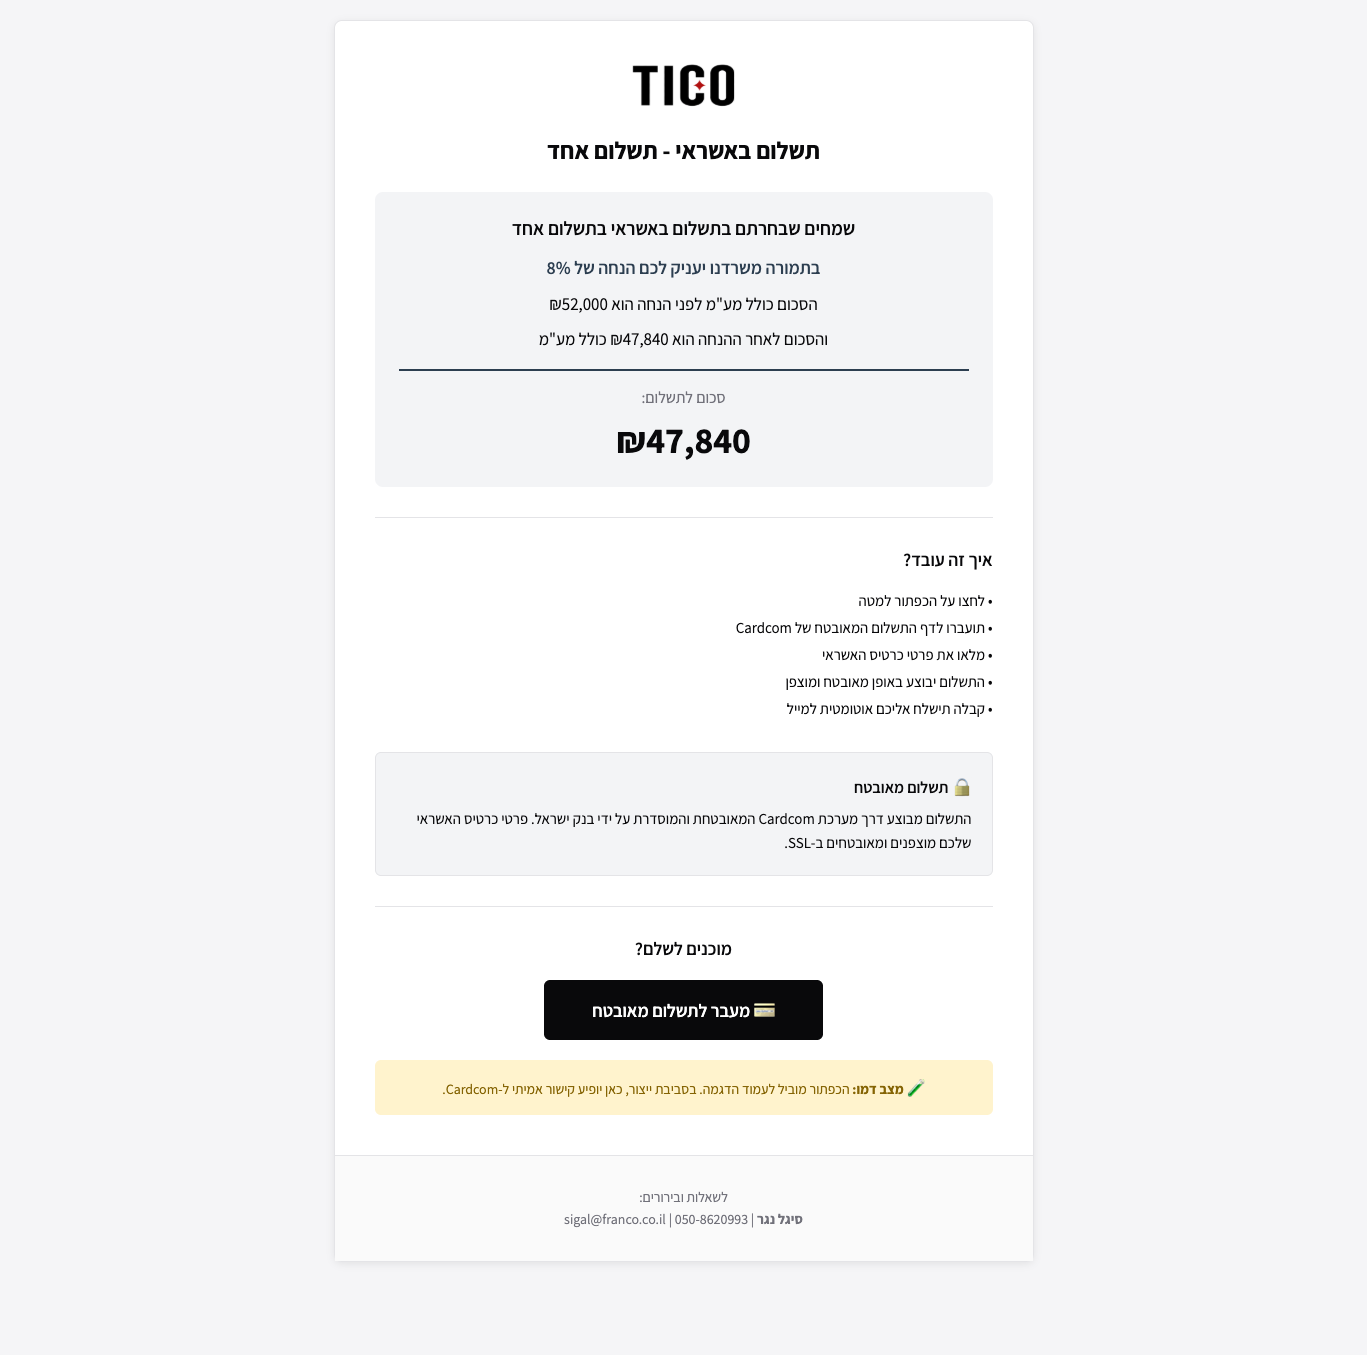 TICO
תשלום באשראי - תשלום אחד
שמחים שבחרתם בתשלום באשראי בתשלום אחד
בתמורה משרדנו יעניק לכם הנחה של 8%
הסכום כולל מע"מ לפני הנחה הוא ₪52,000
והסכום לאחר ההנחה הוא ₪47,840 כולל מע"מ
סכום לתשלום:
₪47,840
איך זה עובד?
• לחצו על הכפתור למטה
• תועברו לדף התשלום המאובטח של Cardcom
• מלאו את פרטי כרטיס האשראי
• התשלום יבוצע באופן מאובטח ומוצפן
• קבלה תישלח אליכם אוטומטית למייל
🔒 תשלום מאובטח
התשלום מבוצע דרך מערכת Cardcom המאובטחת והמוסדרת על ידי בנק ישראל. פרטי כרטיס האשראי
שלכם מוצפנים ומאובטחים ב-SSL.
מוכנים לשלם?
💳 מעבר לתשלום מאובטח
🧪 מצב דמו: הכפתור מוביל לעמוד הדגמה. בסביבת ייצור, כאן יופיע קישור אמיתי ל-Cardcom.
לשאלות ובירורים:
סיגל נגר | 050-8620993 | sigal@franco.co.il